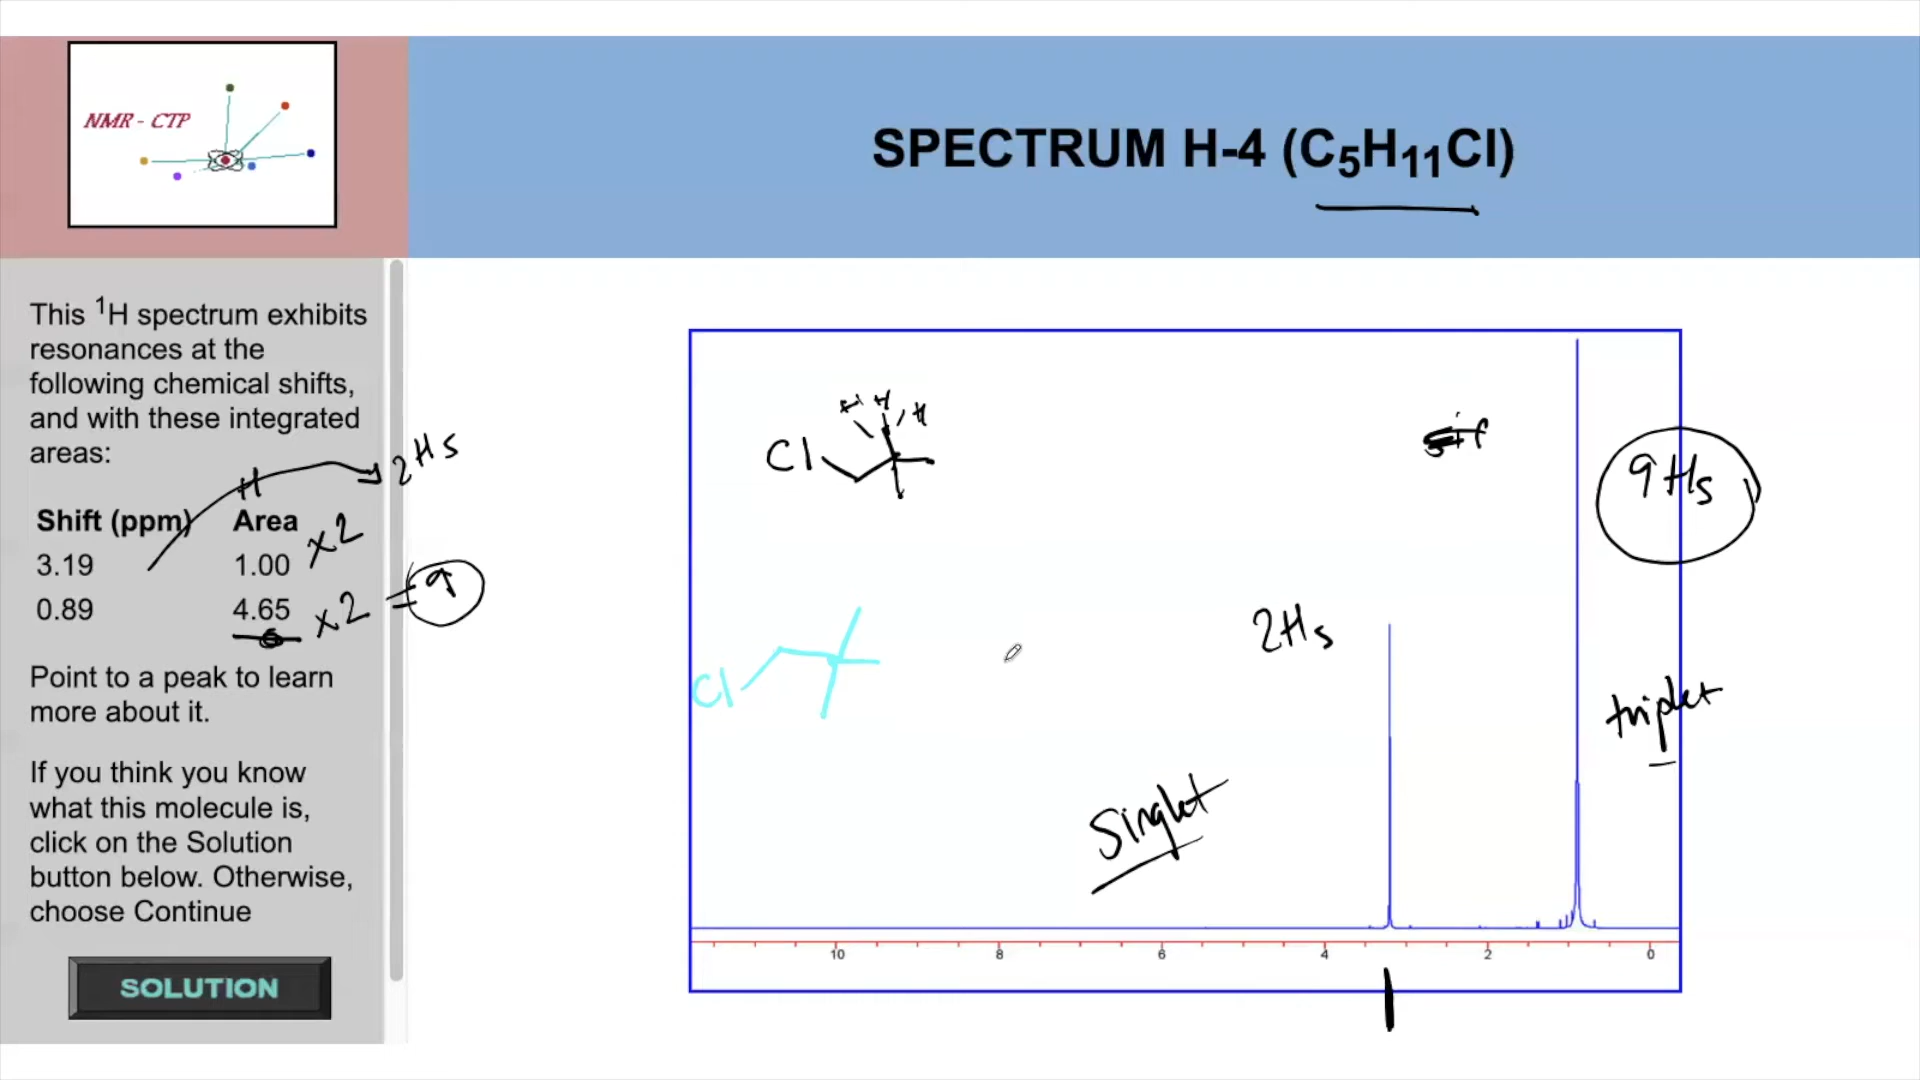 NMR - CTP
SPECTRUM H-4 (C5H11Cl)
This 1H spectrum exhibits
resonances at the
following chemical shifts,
and with these integrated
areas:
2Hs
H
Shift (ppm) Area
3.19 1.00 x2
0.89 4.65 x2 = 9
Point to a peak to learn
more about it.
If you think you know
what this molecule is,
click on the Solution
button below. Otherwise,
choose Continue
SOLUTION
H H H
Cl
9Hs
2Hs
Cl
triplet
Singlet
10 8 6 4 2 0